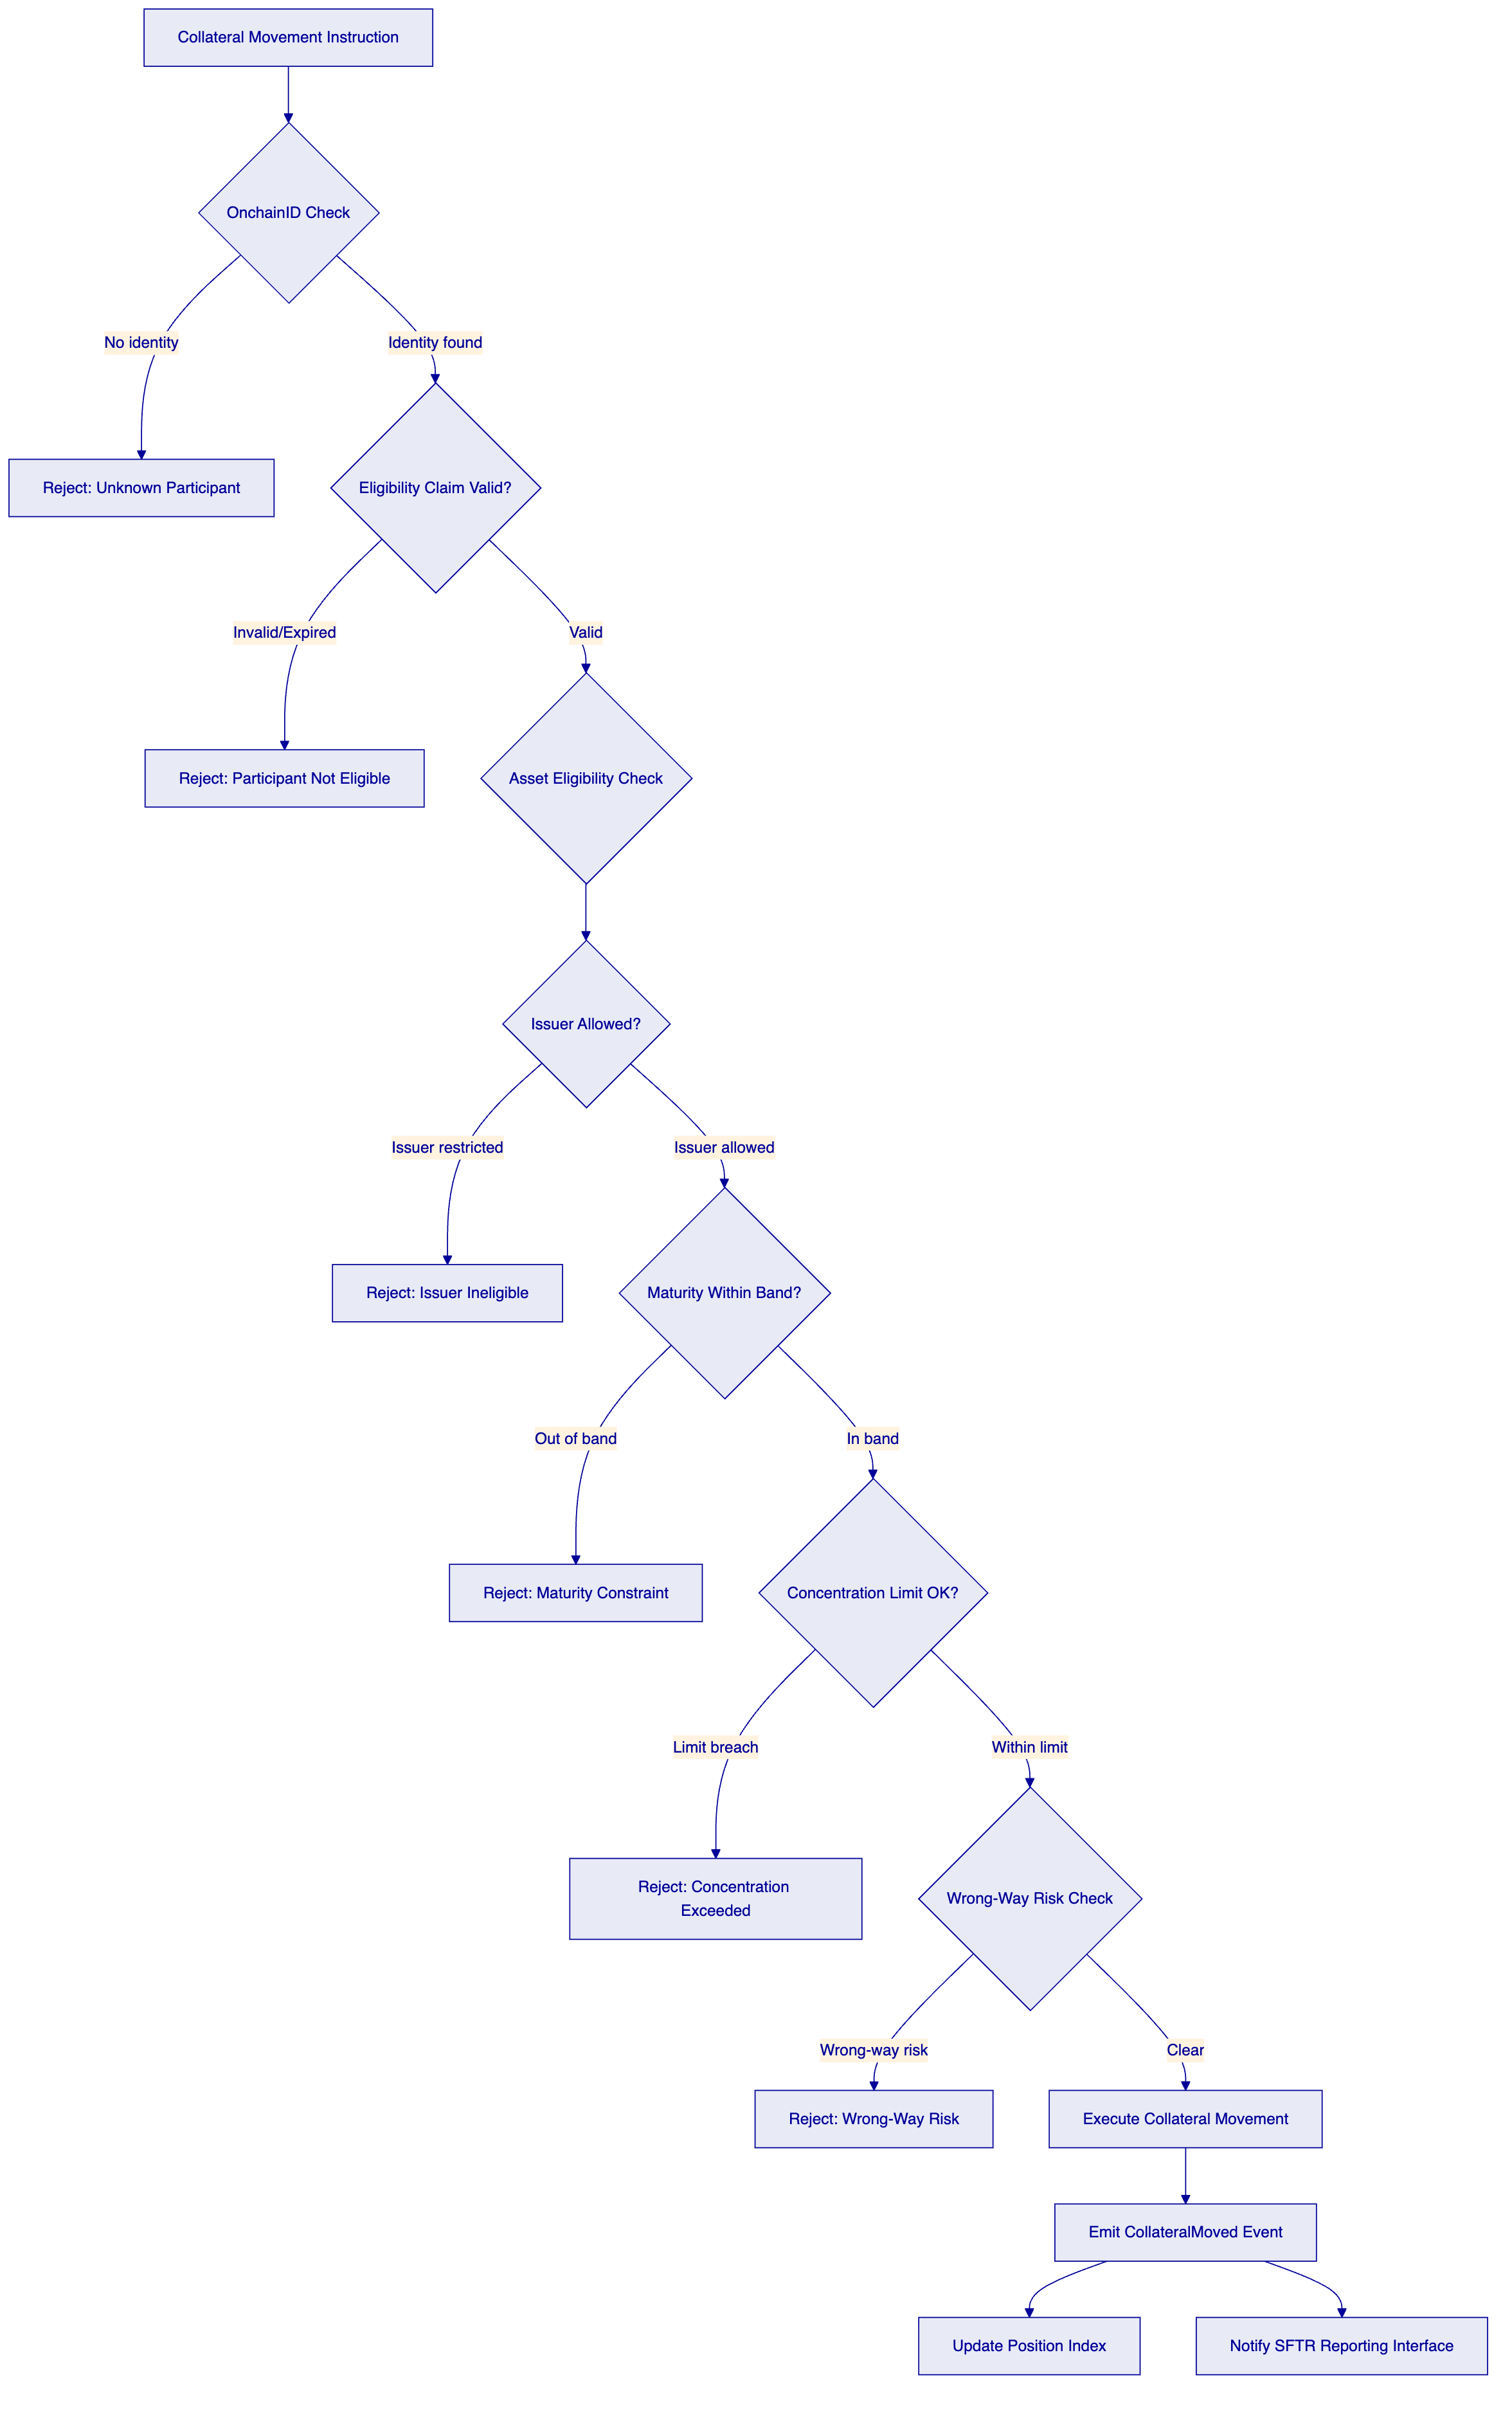 Collateral Movement Instruction
OnchainID Check
No identity
Identity found
Reject: Unknown Participant
Eligibility Claim Valid?
Invalid/Expired
Valid
Reject: Participant Not Eligible
Asset Eligibility Check
Issuer Allowed?
Issuer restricted
Issuer allowed
Reject: Issuer Ineligible
Maturity Within Band?
Out of band
In band
Reject: Maturity Constraint
Concentration Limit OK?
Limit breach
Within limit
Reject: Concentration
Exceeded
Wrong-Way Risk Check
Wrong-way risk
Clear
Reject: Wrong-Way Risk
Execute Collateral Movement
Emit CollateralMoved Event
Update Position Index
Notify SFTR Reporting Interface